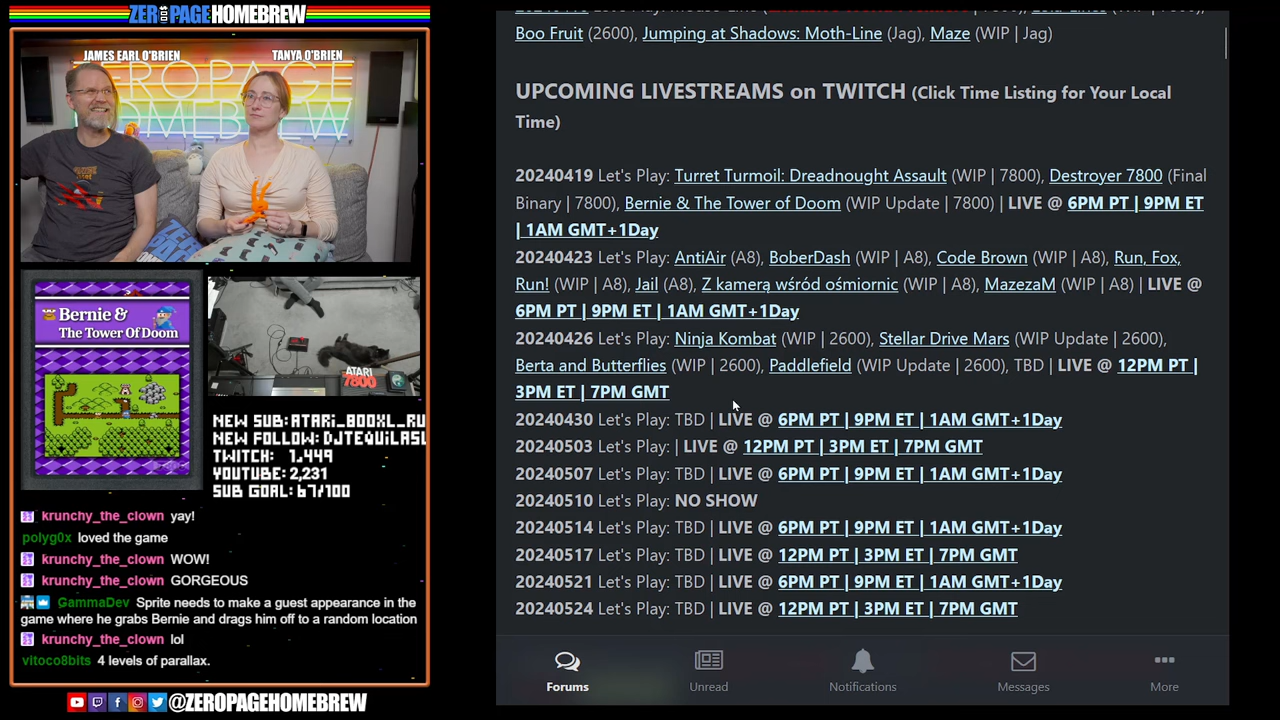 ZEROPAGEHOMEBREW
JAMES EARL O'BRIEN
TANYA O'BRIEN
ZEROPAGE
HOMEBREW
Bernie &
The Tower Of Doom
ATARI
7800
NEW SUB: ATARI_800XL_RU
NEW FOLLOW: DJTEQUILASU
TWITCH: 1,449
YOUTUBE: 2,231
SUB GOAL: 67/100
krunchy_the_clown yay!
polyg0x loved the game
krunchy_the_clown WOW!
krunchy_the_clown GORGEOUS
GammaDev Sprite needs to make a guest appearance in the
game where he grabs Bernie and drags him off to a random location
krunchy_the_clown lol
vitoco8bits 4 levels of parallax.
@ZEROPAGEHOMEBREW
Boo Fruit (2600), Jumping at Shadows: Moth-Line (Jag), Maze (WIP | Jag)
UPCOMING LIVESTREAMS on TWITCH (Click Time Listing for Your Local
Time)
20240419 Let's Play: Turret Turmoil: Dreadnought Assault (WIP | 7800), Destroyer 7800 (Final
Binary | 7800), Bernie & The Tower of Doom (WIP Update | 7800) | LIVE @ 6PM PT | 9PM ET
| 1AM GMT+1Day
20240423 Let's Play: AntiAir (A8), BoberDash (WIP | A8), Code Brown (WIP | A8), Run, Fox,
Run! (WIP | A8), Jail (A8), Z kamerą wśród ośmiornic (WIP | A8), MazezaM (WIP | A8) | LIVE @
6PM PT | 9PM ET | 1AM GMT+1Day
20240426 Let's Play: Ninja Kombat (WIP | 2600), Stellar Drive Mars (WIP Update | 2600),
Berta and Butterflies (WIP | 2600), Paddlefield (WIP Update | 2600), TBD | LIVE @ 12PM PT |
3PM ET | 7PM GMT
20240430 Let's Play: TBD | LIVE @ 6PM PT | 9PM ET | 1AM GMT+1Day
20240503 Let's Play: | LIVE @ 12PM PT | 3PM ET | 7PM GMT
20240507 Let's Play: TBD | LIVE @ 6PM PT | 9PM ET | 1AM GMT+1Day
20240510 Let's Play: NO SHOW
20240514 Let's Play: TBD | LIVE @ 6PM PT | 9PM ET | 1AM GMT+1Day
20240517 Let's Play: TBD | LIVE @ 12PM PT | 3PM ET | 7PM GMT
20240521 Let's Play: TBD | LIVE @ 6PM PT | 9PM ET | 1AM GMT+1Day
20240524 Let's Play: TBD | LIVE @ 12PM PT | 3PM ET | 7PM GMT
Forums
Unread
Notifications
Messages
More